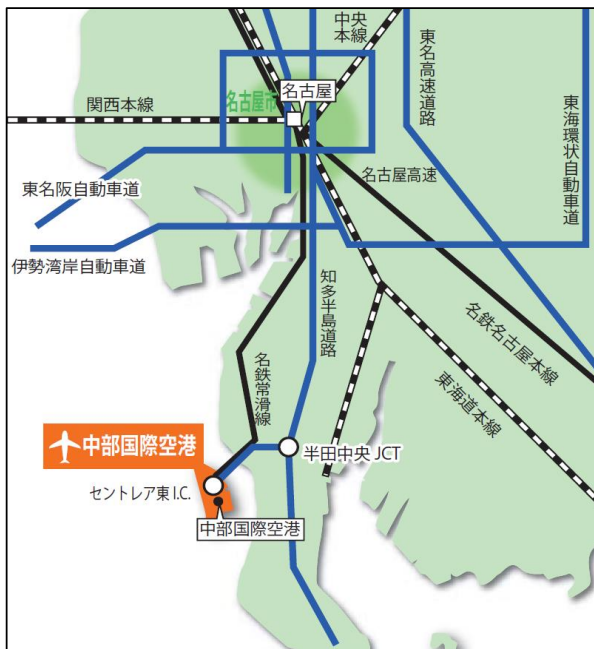 中央
本線
東名高速道路
東海環状自動車道
名古屋市
名古屋
関西本線
名古屋高速
東名阪自動車道
伊勢湾岸自動車道
知多半島道路
名鉄名古屋本線
東海道本線
名鉄常滑線
中部国際空港
半田中央 JCT
セントレア東 I.C.
中部国際空港